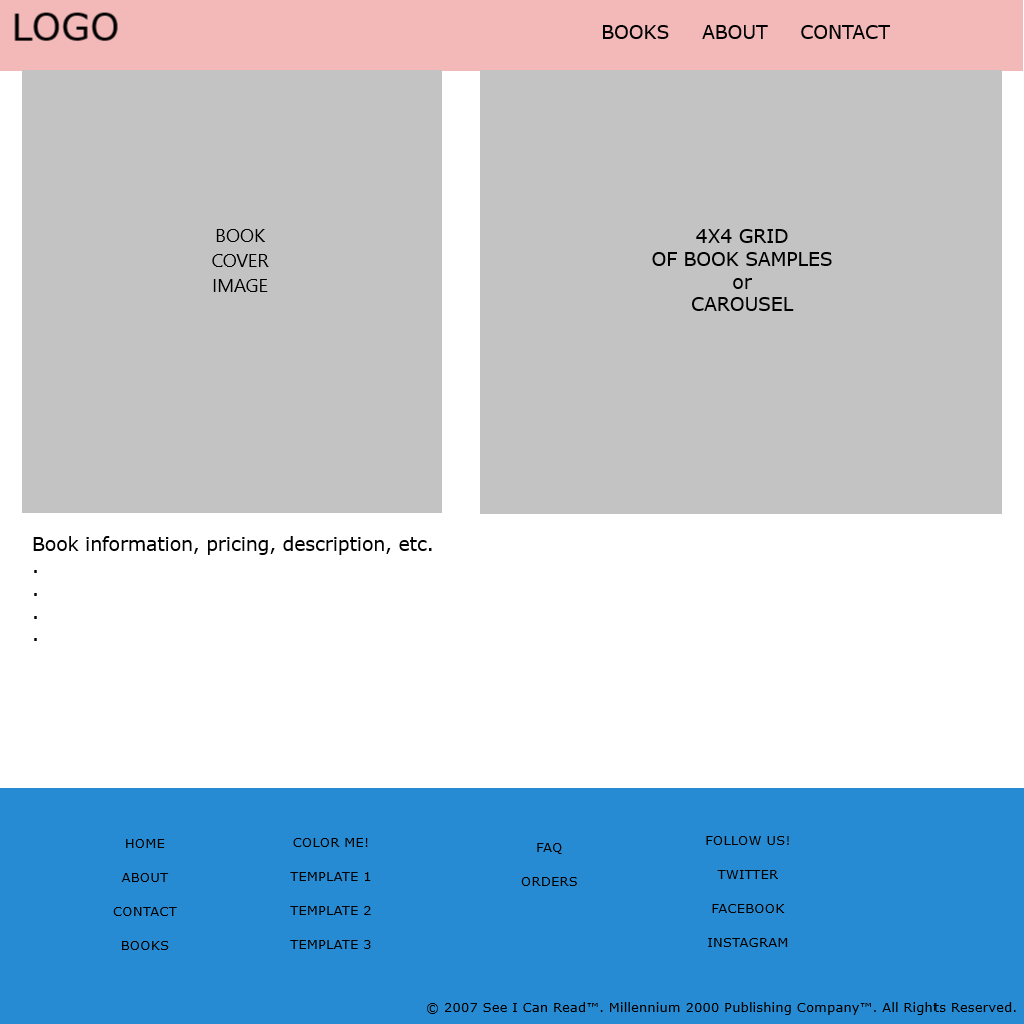 LOGO
BOOKS ABOUT CONTACT
BOOK
COVER
IMAGE
4X4 GRID
OF BOOK SAMPLES
or
CAROUSEL
Book information, pricing, description, etc.
.
.
.
.
HOME
ABOUT
CONTACT
BOOKS
COLOR ME!
TEMPLATE 1
TEMPLATE 2
TEMPLATE 3
FAQ
ORDERS
FOLLOW US!
TWITTER
FACEBOOK
INSTAGRAM
© 2007 See I Can Read™. Millennium 2000 Publishing Company™. All Rights Reserved.